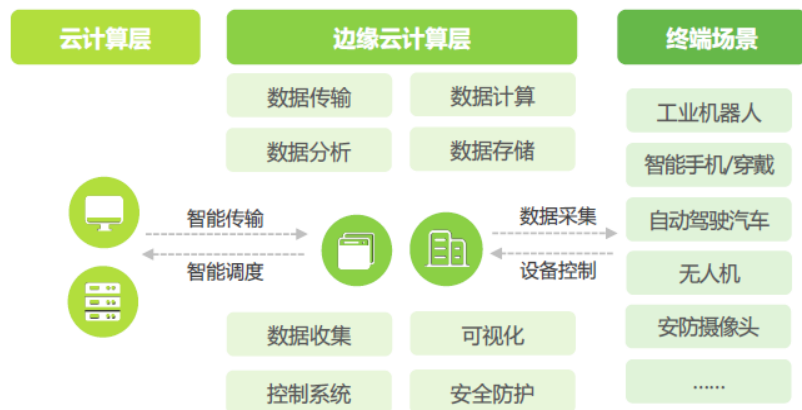 云计算层
边缘云计算层
终端场景
数据传输
数据计算
数据分析
数据存储
智能传输
智能调度
数据采集
设备控制
数据收集
可视化
控制系统
安全防护
工业机器人
智能手机/穿戴
自动驾驶汽车
无人机
安防摄像头
......